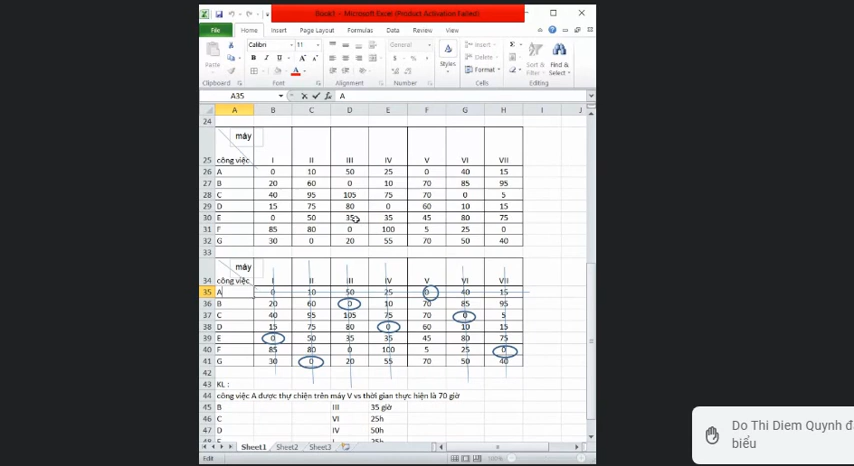 Book1 - Microsoft Excel (Product Activation Failed)
File Home Insert Page Layout Formulas Data Review View
Paste Calibri 11 General Styles Insert Delete Format Sort & Filter Find & Select
Clipboard Font Alignment Number Cells Editing
A35 A
A B C D E F G H I J
24
máy
25 công việc I II III IV V VI VII
26 A 0 10 50 25 0 40 15
27 B 20 60 0 10 70 85 95
28 C 40 95 105 75 70 0 5
29 D 15 75 80 0 60 10 15
30 E 0 50 35 35 45 80 75
31 F 85 80 0 100 5 25 0
32 G 30 0 20 55 70 50 40
33
máy
34 công việc I II III IV V VI VII
35 A 0 10 50 25 0 40 15
36 B 20 60 0 10 70 85 95
37 C 40 95 105 75 70 0 5
38 D 15 75 80 0 60 10 15
39 E 0 50 35 35 45 80 75
40 F 85 80 0 100 5 25 0
41 G 30 0 20 55 70 50 40
42
43 KL :
44 công việc A được thự chiện trên máy V vs thời gian thực hiện là 70 giờ
45 B III 35 giờ
46 C VI 25h
47 D IV 50h
48 E I 25h
Sheet1 Sheet2 Sheet3
Edit 100%
Do Thi Diem Quynh đ
biểu